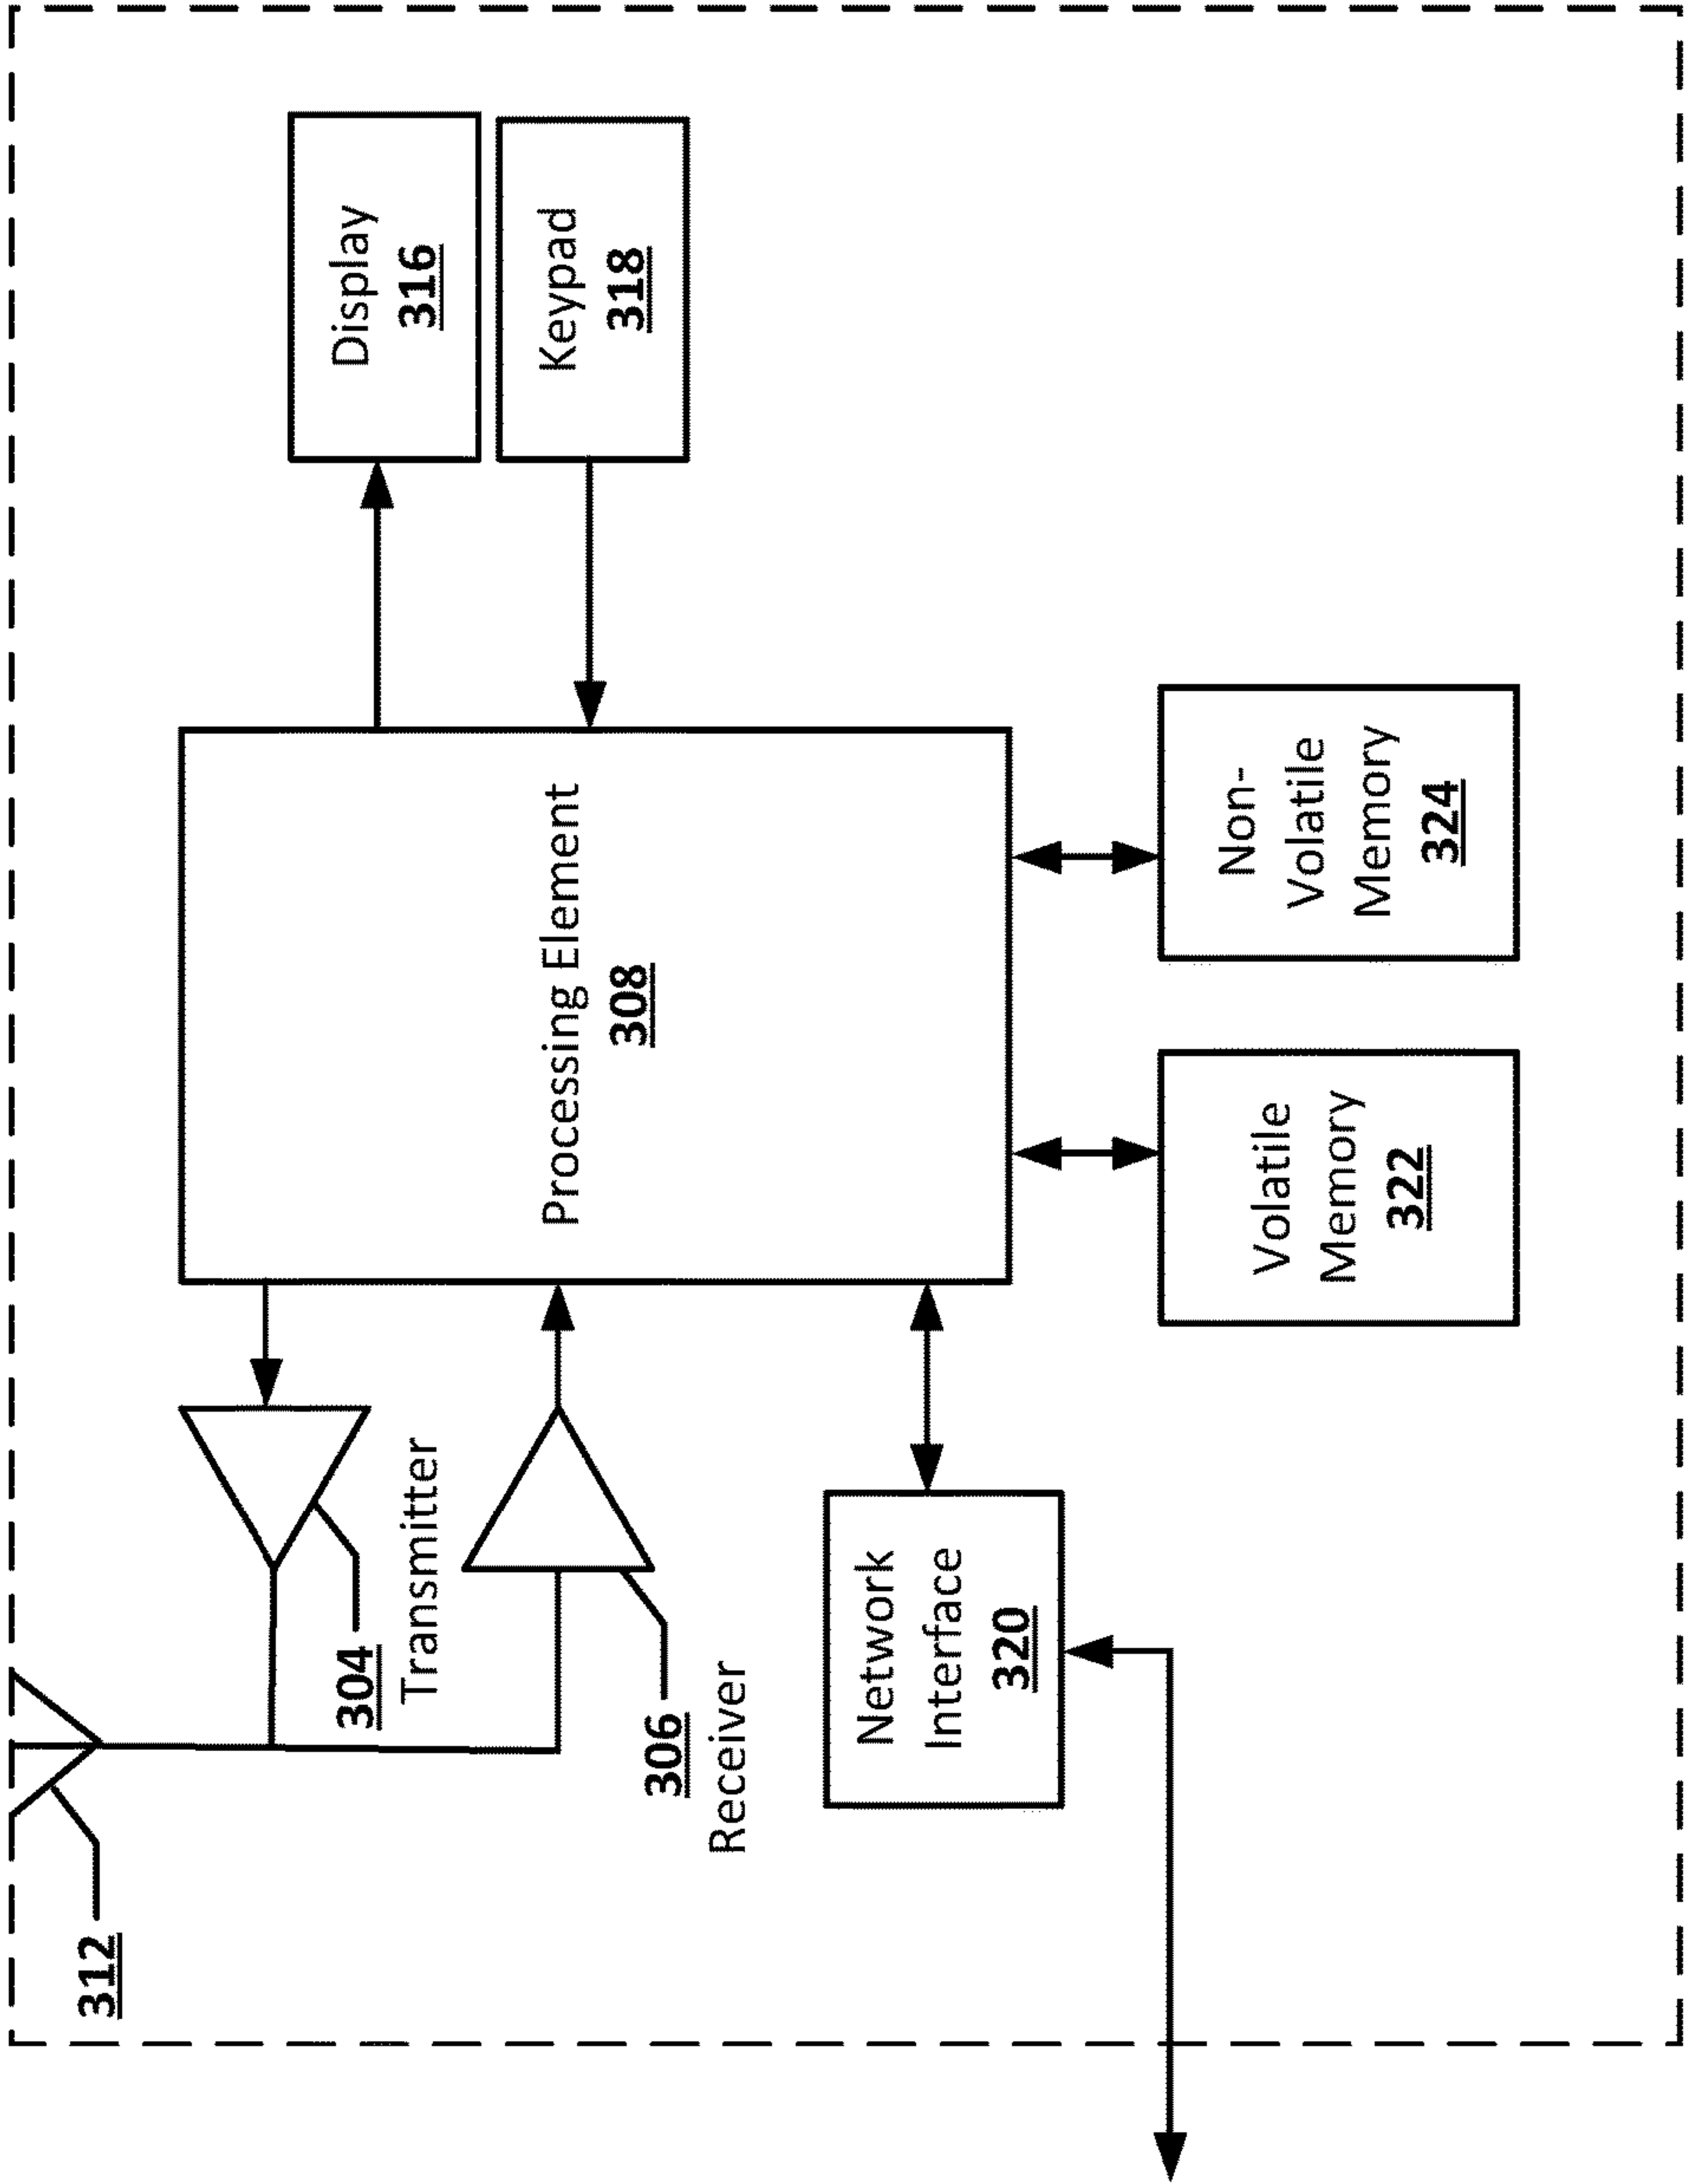 312
304
Transmitter
306
Receiver
Processing Element
308
Display
316
Keypad
318
Network
Interface
320
Volatile
Memory
322
Non-
Volatile
Memory
324